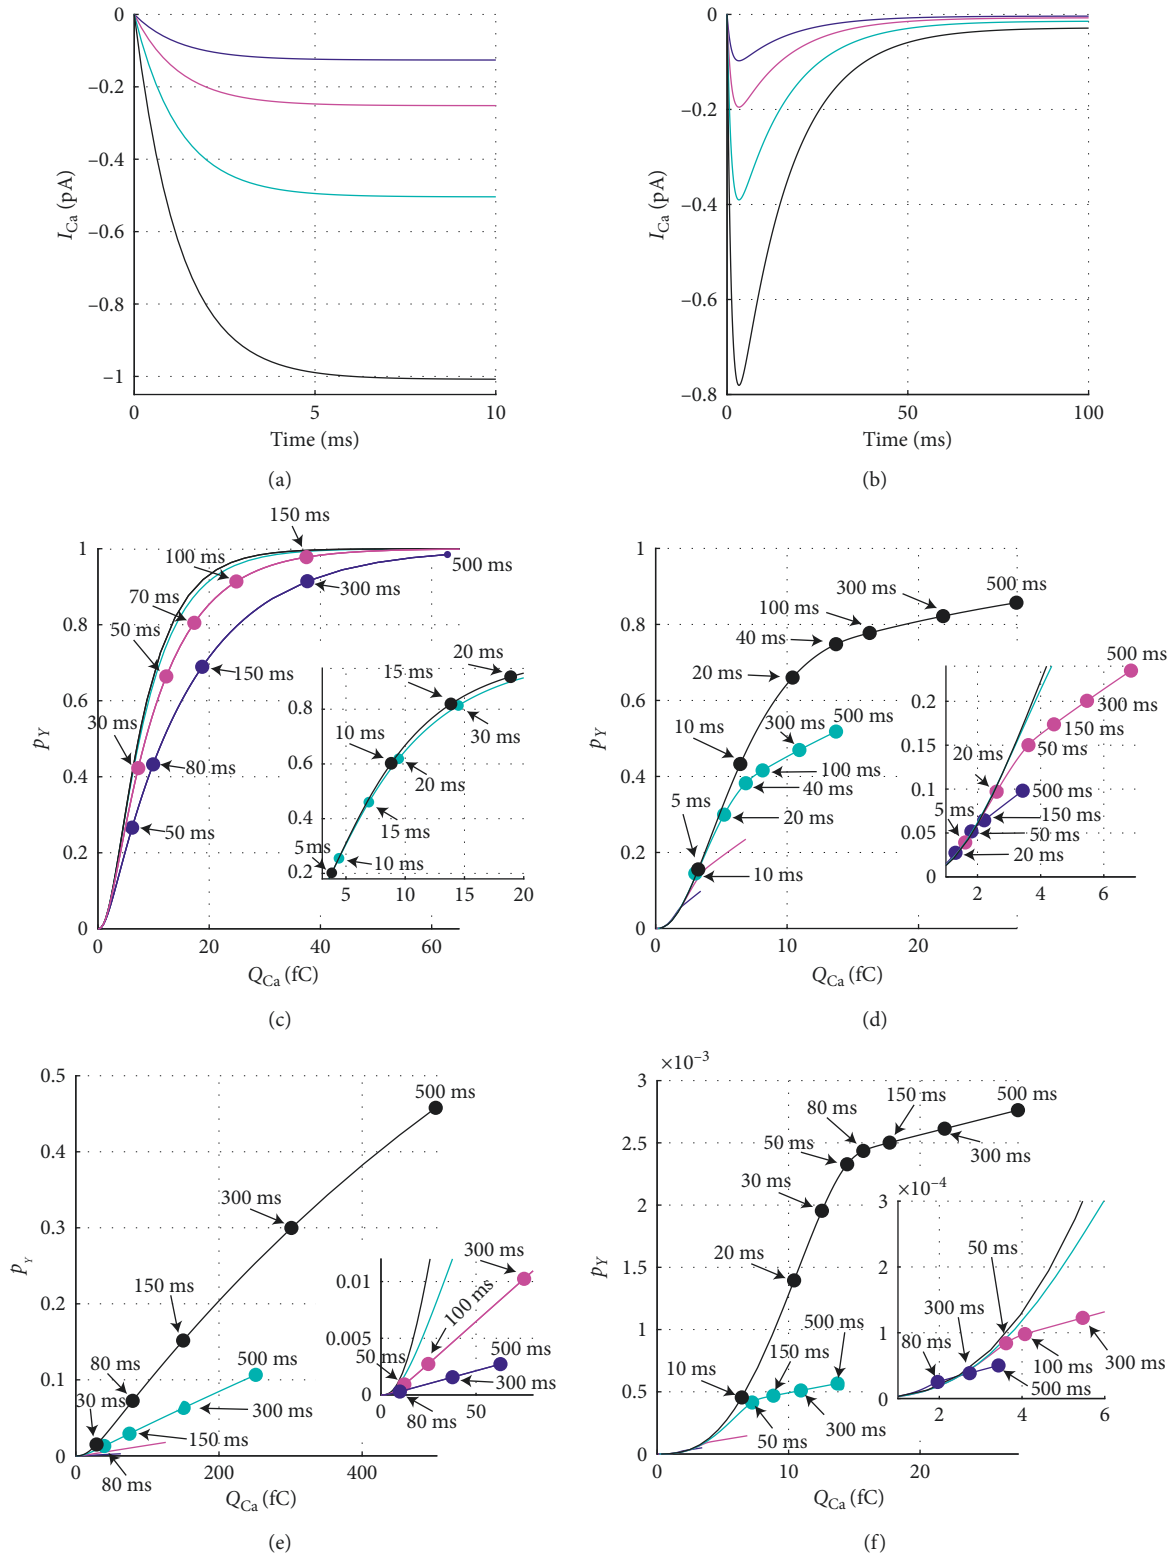 0
−0.2
−0.4
−0.6
−0.8
−1
I_Ca (pA)
0
5
10
Time (ms)
(a)
0
−0.2
−0.4
−0.6
−0.8
I_Ca (pA)
0
50
100
Time (ms)
(b)
1
0.8
0.6
0.4
0.2
0
p_Y
150 ms
100 ms
70 ms
50 ms
30 ms
500 ms
300 ms
150 ms
80 ms
50 ms
0.8
0.6
0.4
0.2
20 ms
15 ms
10 ms
5 ms
30 ms
20 ms
15 ms
10 ms
5
10
15
20
0
20
40
60
Q_Ca (fC)
(c)
1
0.8
0.6
0.4
0.2
0
p_Y
500 ms
300 ms
100 ms
40 ms
20 ms
10 ms
5 ms
500 ms
300 ms
100 ms
40 ms
20 ms
10 ms
0.2
0.15
0.1
0.05
0
500 ms
300 ms
150 ms
50 ms
20 ms
5 ms
500 ms
150 ms
50 ms
20 ms
2
4
6
0
10
20
Q_Ca (fC)
(d)
0.5
0.4
0.3
0.2
0.1
0
p_Y
500 ms
300 ms
150 ms
80 ms
30 ms
500 ms
300 ms
150 ms
80 ms
0.01
0.005
0
300 ms
100 ms
50 ms
500 ms
300 ms
80 ms
0
50
0
200
400
Q_Ca (fC)
(e)
×10−3
3
2.5
2
1.5
1
0.5
0
p_Y
500 ms
150 ms
80 ms
300 ms
50 ms
30 ms
20 ms
10 ms
500 ms
150 ms
300 ms
50 ms
×10−4
3
2
1
0
50 ms
300 ms
80 ms
100 ms
300 ms
500 ms
2
4
6
0
10
20
Q_Ca (fC)
(f)